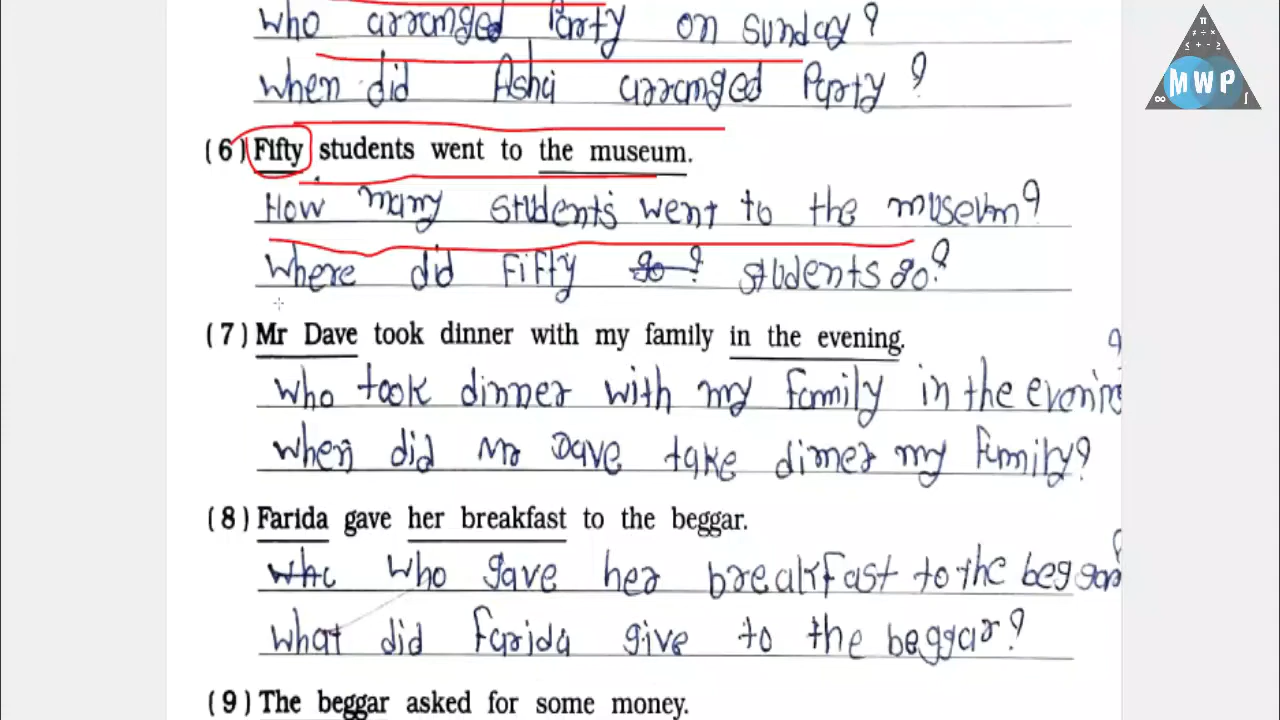 Who arranged Party on Sunday?
When did Asha arranged Party?
(6) Fifty students went to the museum.
How many students went to the museum?
Where did Fifty go? students go?
(7) Mr Dave took dinner with my family in the evening.
Who took dinner with my family in the evening
?
When did Mr Dave take dinner my family?
(8) Farida gave her breakfast to the beggar.
Who gave her breakfast to the beggar?
What did Farida give to the beggar?
(9) The beggar asked for some money.
MWP